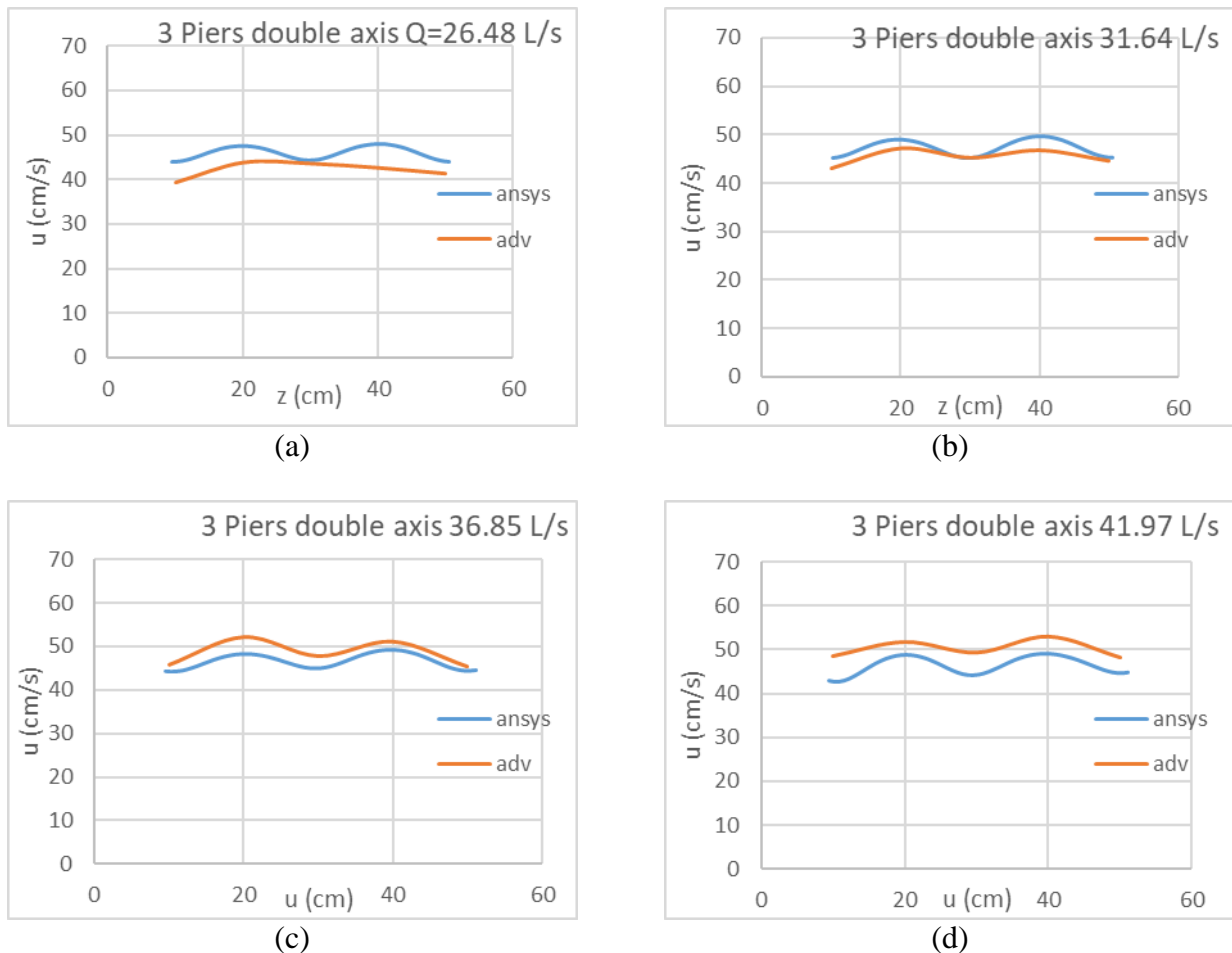 3 Piers double axis Q=26.48 L/s
70
60
50
40
30
20
10
0
u (cm/s)
ansys
adv
0 20 40 60
z (cm)
(a)
3 Piers double axis 31.64 L/s
70
60
50
40
30
20
10
0
u (cm/s)
ansys
adv
0 20 40 60
z (cm)
(b)
3 Piers double axis 36.85 L/s
70
60
50
40
30
20
10
0
u (cm/s)
ansys
adv
0 20 40 60
u (cm)
(c)
3 Piers double axis 41.97 L/s
70
60
50
40
30
20
10
0
u (cm/s)
ansys
adv
0 20 40 60
u (cm)
(d)